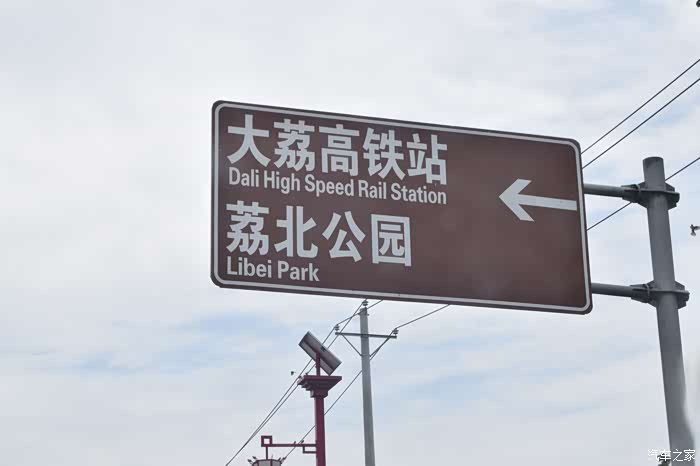 大荔高铁站
Dali High Speed Rail Station
荔北公园
Libei Park
汽车之家